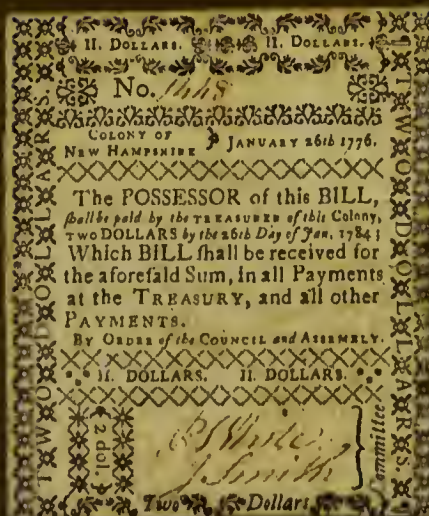 II. DOLLARS. II. DOLLARS.
No. 1448
COLONY OF
NEW HAMPSHIRE } JANUARY 26th 1776.
The POSSESSOR of this BILL,
ſhall be paid by the TREASURER of this Colony,
TWO DOLLARS by the 26th Day of Jan. 1784;
Which BILL ſhall be received for
the aforeſaid Sum, in all Payments
at the TREASURY, and all other
PAYMENTS.
BY ORDER of the COUNCIL and ASSEMBLY.
II. DOLLARS. II. DOLLARS.
{ 2 dol. }
J Smith
} Committee
Two Dollars
TWO DOLLARS.
TWO DOLLARS.